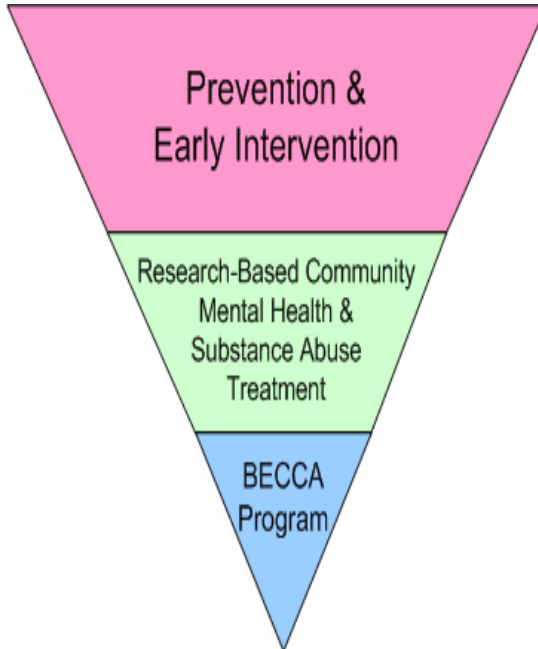 Prevention &
Early Intervention
Research-Based Community
Mental Health &
Substance Abuse
Treatment
BECCA
Program